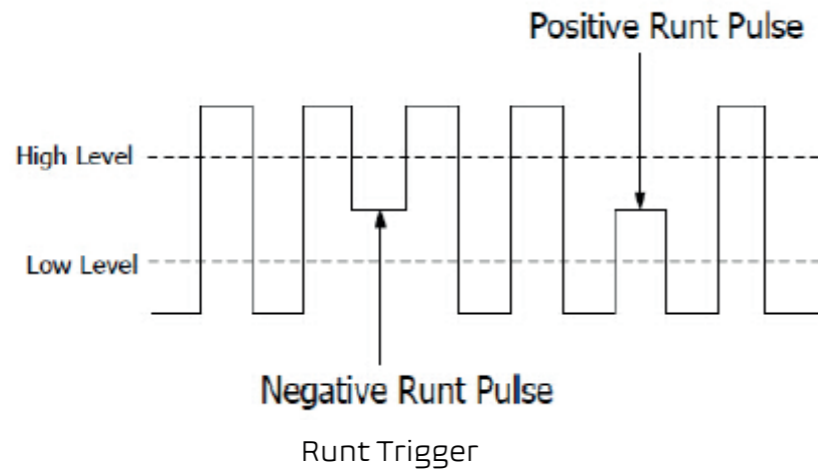 Positive Runt Pulse
High Level
Low Level
Negative Runt Pulse
Runt Trigger